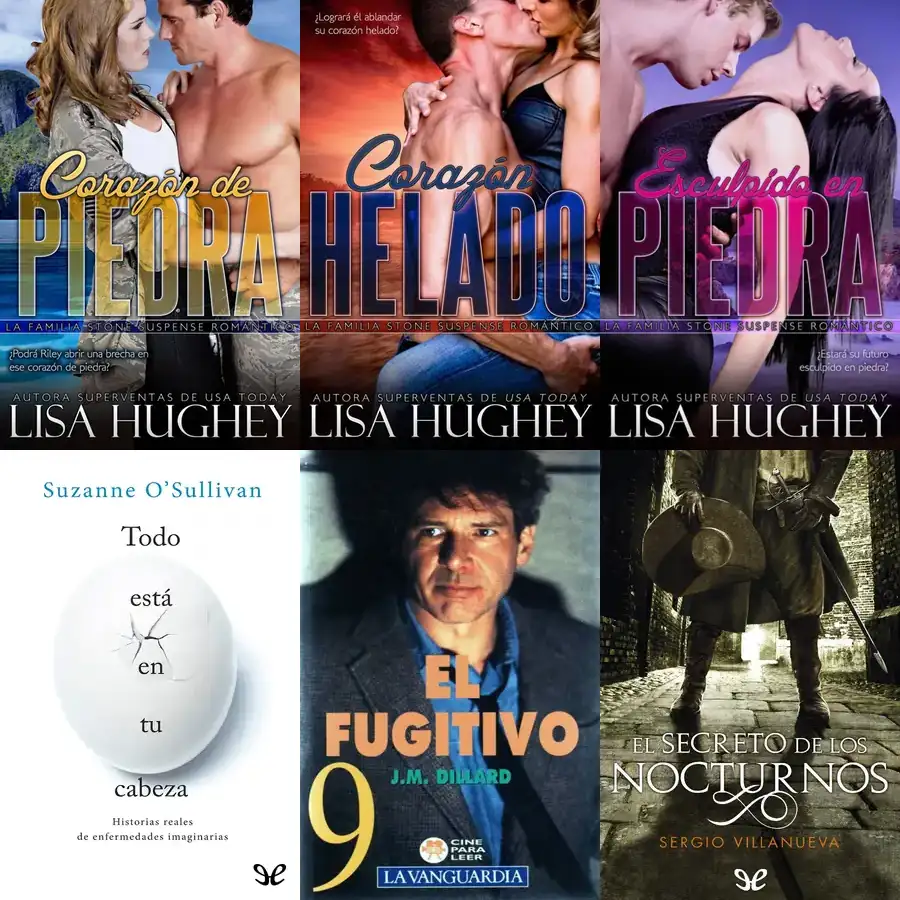 Corazón de
PIEDRA
LA FAMILIA STONE SUSPENSE ROMÁNTICO
¿Podrá Riley abrir una brecha en
ese corazón de piedra?
AUTORA SUPERVENTAS DE USA TODAY
LISA HUGHEY
¿Logrará él ablandar
su corazón helado?
Corazón
HELADO
LA FAMILIA STONE SUSPENSE ROMÁNTICO
AUTORA SUPERVENTAS DE USA TODAY
LISA HUGHEY
Esculpido en
PIEDRA
LA FAMILIA STONE SUSPENSE ROMÁNTICO
¿Estará su futuro
esculpido en piedra?
AUTORA SUPERVENTAS DE USA TODAY
LISA HUGHEY
Suzanne O'Sullivan
Todo
está
en
tu
cabeza
Historias reales
de enfermedades imaginarias
EL
FUGITIVO
J.M. DILLARD
9
CINE
PARA
LEER
LA VANGUARDIA
EL SECRETO DE LOS
NOCTURNOS
SERGIO VILLANUEVA